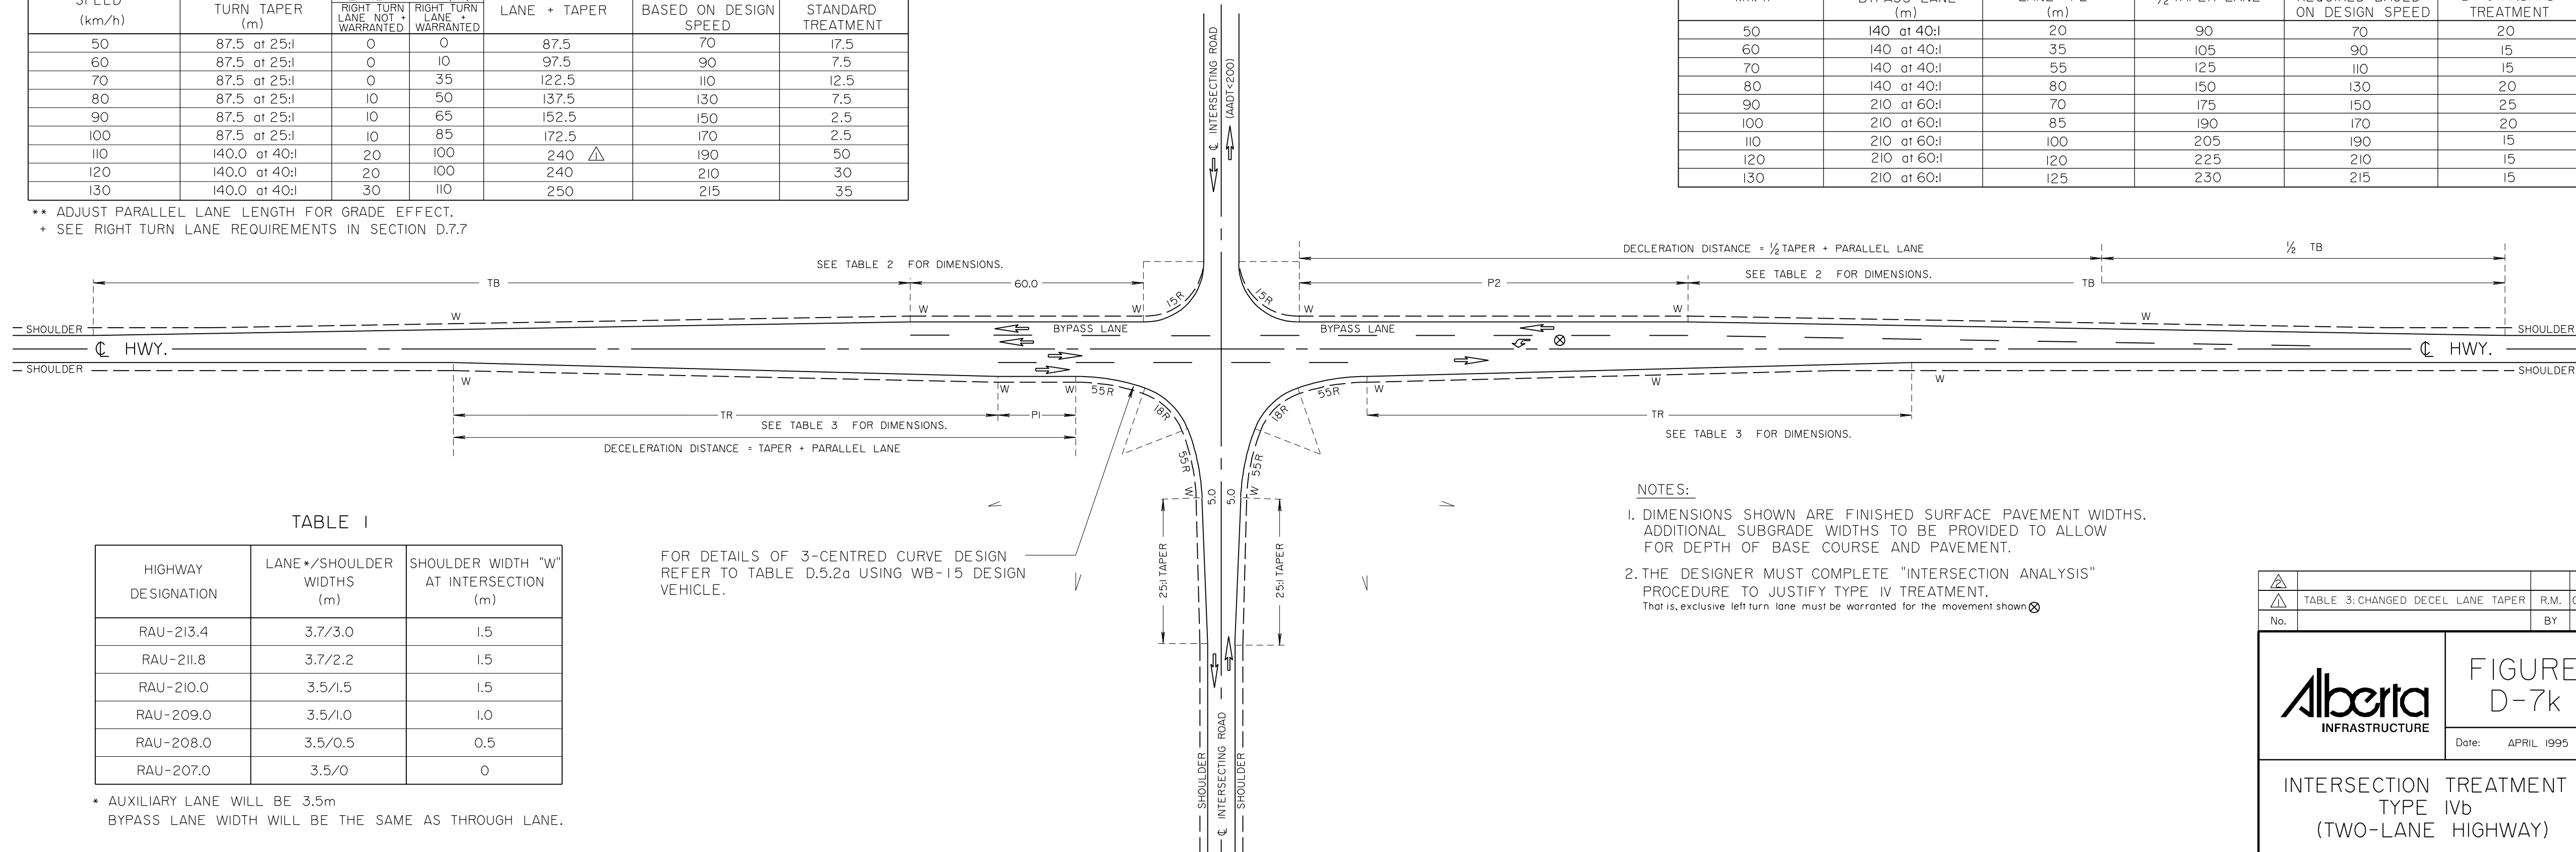 (km/h)
TURN TAPER
(m)
RIGHT TURN
LANE NOT +
WARRANTED
RIGHT TURN
LANE +
WARRANTED
LANE + TAPER
BASED ON DESIGN
SPEED
STANDARD
TREATMENT
50 87.5 at 25:1 0 0 87.5 70 17.5
60 87.5 at 25:1 0 10 97.5 90 7.5
70 87.5 at 25:1 0 35 122.5 110 12.5
80 87.5 at 25:1 10 50 137.5 130 7.5
90 87.5 at 25:1 10 65 152.5 150 2.5
100 87.5 at 25:1 10 85 172.5 170 2.5
110 140.0 at 40:1 20 100 240 1 190 50
120 140.0 at 40:1 20 100 240 210 30
130 140.0 at 40:1 30 110 250 215 35
** ADJUST PARALLEL LANE LENGTH FOR GRADE EFFECT.
+ SEE RIGHT TURN LANE REQUIREMENTS IN SECTION D.7.7
(m)
(m)
ON DESIGN SPEED
TREATMENT
50 140 at 40:1 20 90 70 20
60 140 at 40:1 35 105 90 15
70 140 at 40:1 55 125 110 15
80 140 at 40:1 80 150 130 20
90 210 at 60:1 70 175 150 25
100 210 at 60:1 85 190 170 20
110 210 at 60:1 100 205 190 15
120 210 at 60:1 120 225 210 15
130 210 at 60:1 125 230 215 15
℄ INTERSECTING ROAD
(AADT<200)
DECLERATION DISTANCE = ½ TAPER + PARALLEL LANE
½ TB
SEE TABLE 2 FOR DIMENSIONS.
SEE TABLE 2 FOR DIMENSIONS.
TB
60.0
P2
TB
15R
15R
W
W
W
W
W
W
SHOULDER
BYPASS LANE
BYPASS LANE
SHOULDER
℄ HWY.
℄ HWY.
SHOULDER
SHOULDER
W
W
W
W
W
W
55R
55R
18R
18R
TR
P1
TR
SEE TABLE 3 FOR DIMENSIONS.
SEE TABLE 3 FOR DIMENSIONS.
DECELERATION DISTANCE = TAPER + PARALLEL LANE
55R
55R
W
W
5.0
5.0
25:1 TAPER
25:1 TAPER
SHOULDER
℄ INTERSECTING ROAD
SHOULDER
FOR DETAILS OF 3-CENTRED CURVE DESIGN
REFER TO TABLE D.5.2a USING WB-15 DESIGN
VEHICLE.
TABLE 1
HIGHWAY
DESIGNATION
LANE*/SHOULDER
WIDTHS
(m)
SHOULDER WIDTH "W"
AT INTERSECTION
(m)
RAU-213.4 3.7/3.0 1.5
RAU-211.8 3.7/2.2 1.5
RAU-210.0 3.5/1.5 1.5
RAU-209.0 3.5/1.0 1.0
RAU-208.0 3.5/0.5 0.5
RAU-207.0 3.5/0 0
* AUXILIARY LANE WILL BE 3.5m
BYPASS LANE WIDTH WILL BE THE SAME AS THROUGH LANE.
NOTES:
1. DIMENSIONS SHOWN ARE FINISHED SURFACE PAVEMENT WIDTHS.
ADDITIONAL SUBGRADE WIDTHS TO BE PROVIDED TO ALLOW
FOR DEPTH OF BASE COURSE AND PAVEMENT.
2. THE DESIGNER MUST COMPLETE "INTERSECTION ANALYSIS"
PROCEDURE TO JUSTIFY TYPE IV TREATMENT.
That is, exclusive left turn lane must be warranted for the movement shown ⊗
2
1 TABLE 3: CHANGED DECEL LANE TAPER R.M.
No. BY
Alberta
INFRASTRUCTURE
FIGURE
D-7k
Date: APRIL 1995
INTERSECTION TREATMENT
TYPE IVb
(TWO-LANE HIGHWAY)